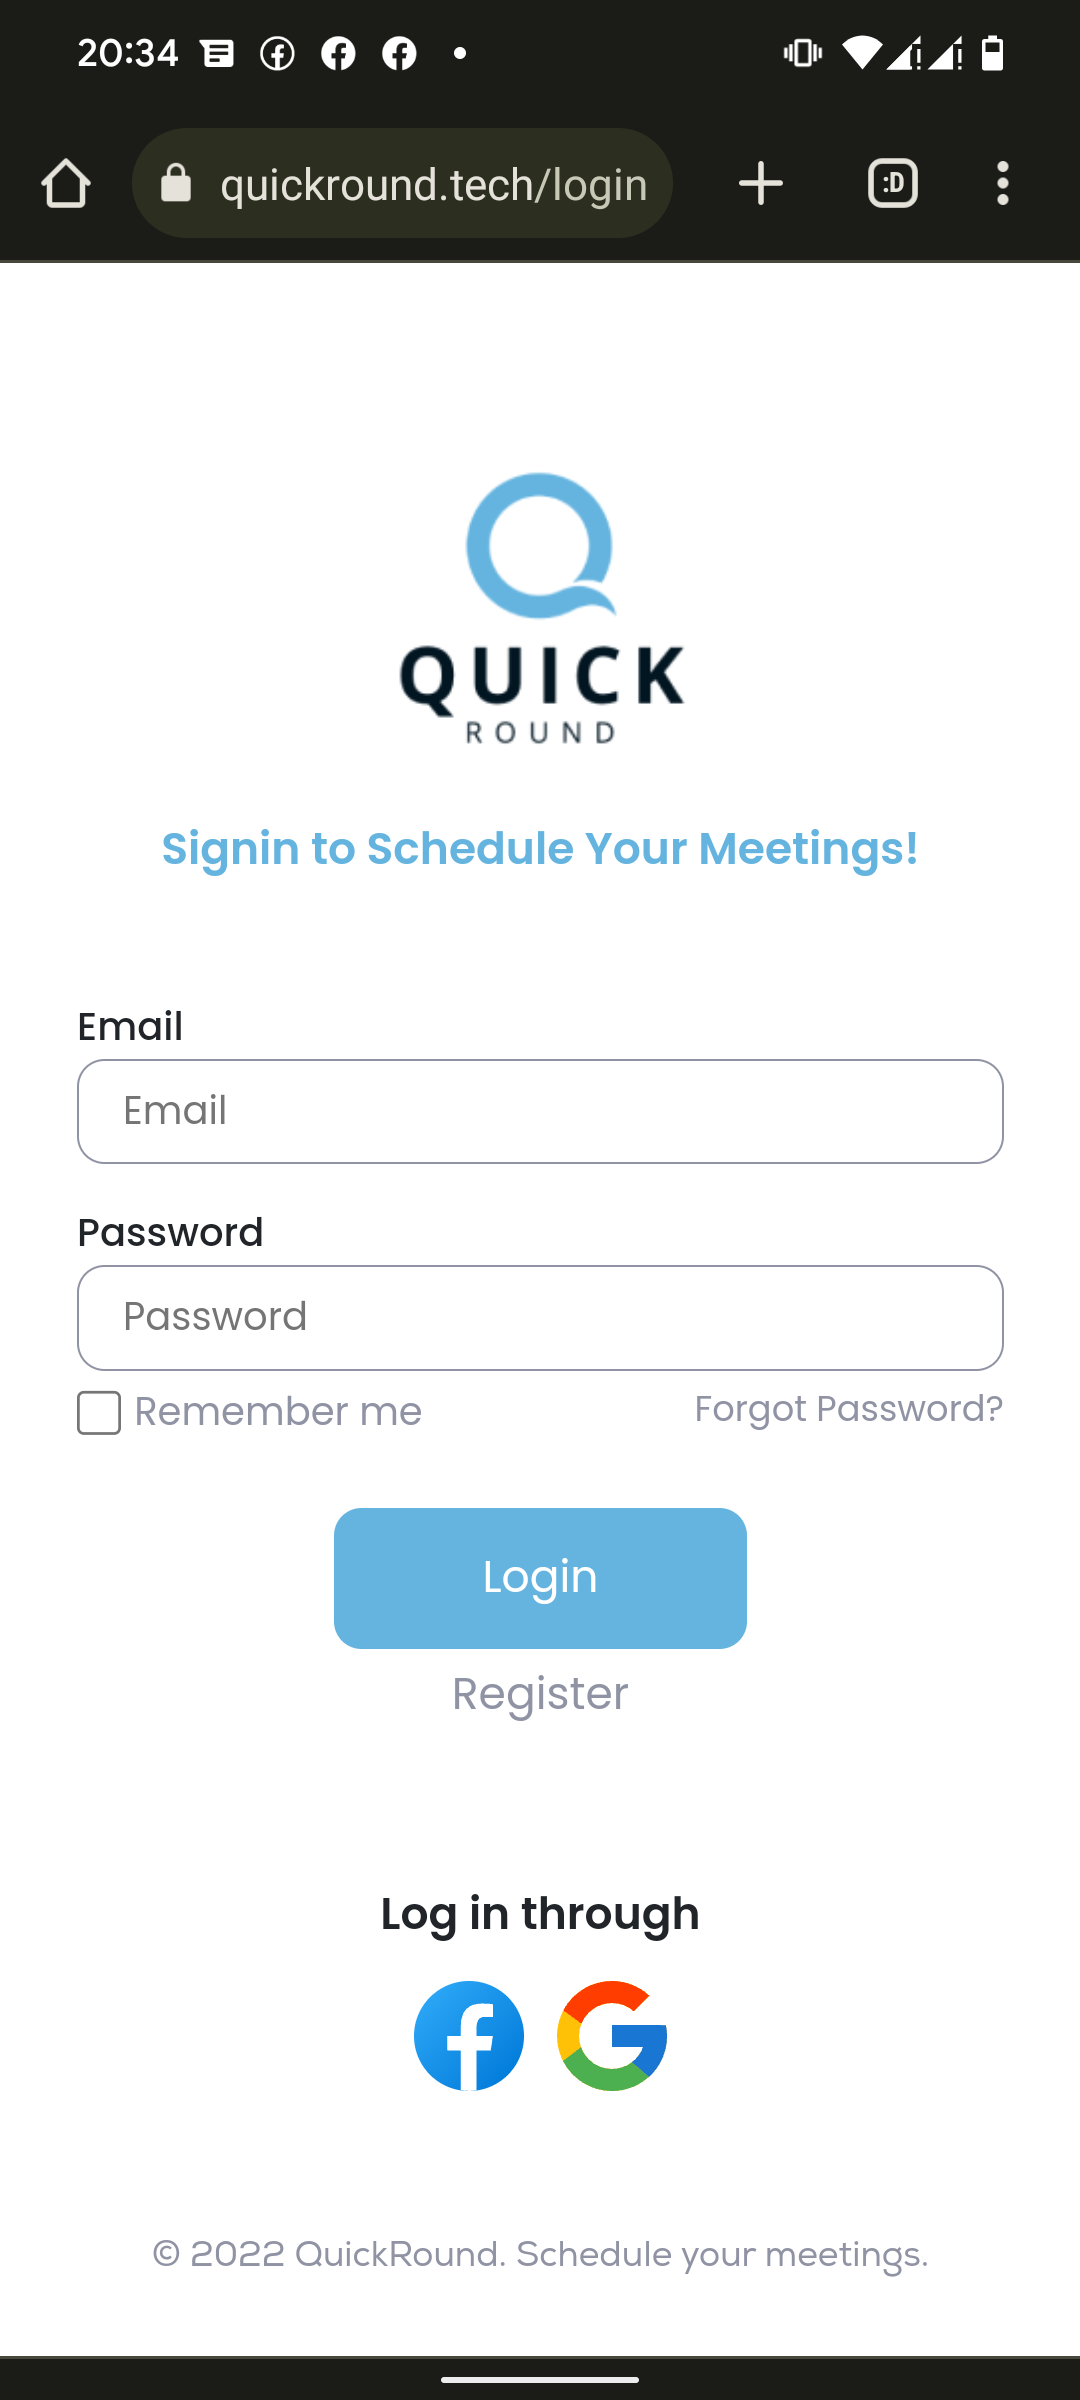 20:34
quickround.tech/login
:D
QUICK
ROUND
Signin to Schedule Your Meetings!
Email
Email
Password
Password
Remember me
Forgot Password?
Login
Register
Log in through
© 2022 QuickRound. Schedule your meetings.